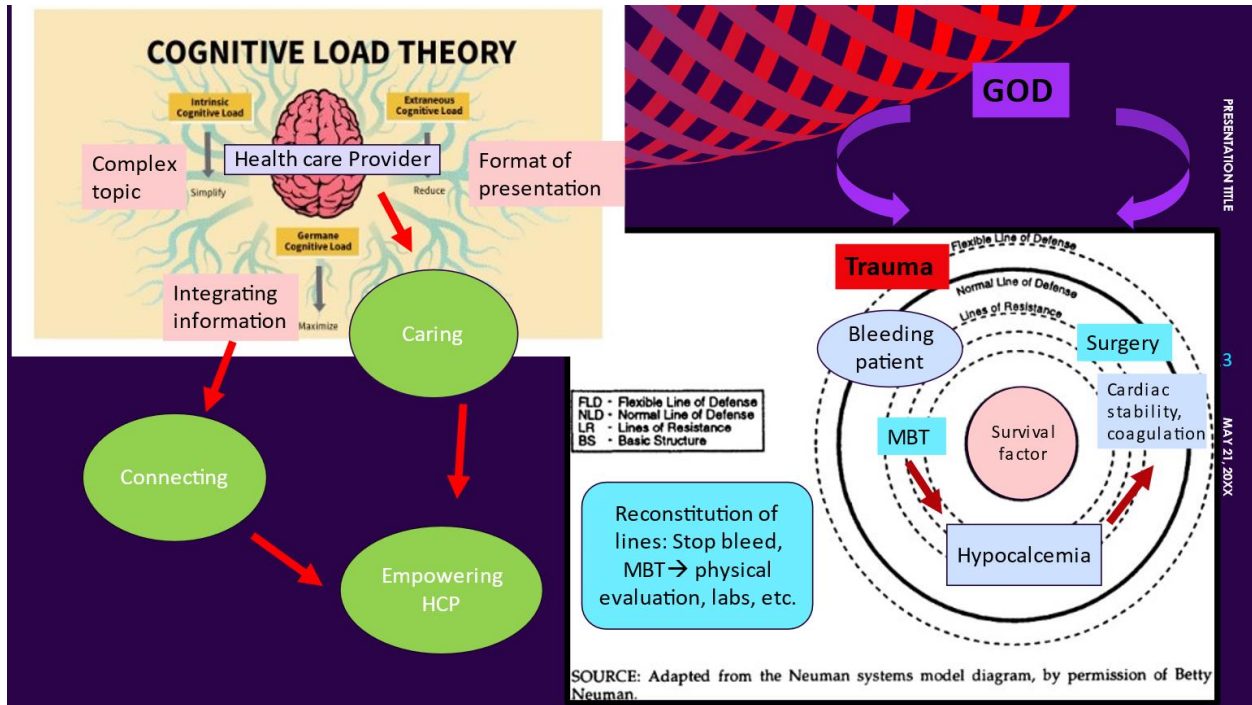 COGNITIVE LOAD THEORY
Intrinsic
Cognitive Load
Extraneous
Cognitive Load
Health care Provider
Complex
topic
Simplify
Format of
presentation
Reduce
Germane
Cognitive Load
Integrating
information
Maximize
Caring
Connecting
Empowering
HCP
GOD
PRESENTATION TITLE
Flexible Line of Defense
Trauma
Normal Line of Defense
Lines of Resistance
Bleeding
patient
Surgery
3
Cardiac
stability,
coagulation
FLD - Flexible Line of Defense
NLD - Normal Line of Defense
LR - Lines of Resistance
BS - Basic Structure
MBT
Survival
factor
MAY 21, 20XX
Reconstitution of
lines: Stop bleed,
MBT→ physical
evaluation, labs, etc.
Hypocalcemia
SOURCE: Adapted from the Neuman systems model diagram, by permission of Betty
Neuman.